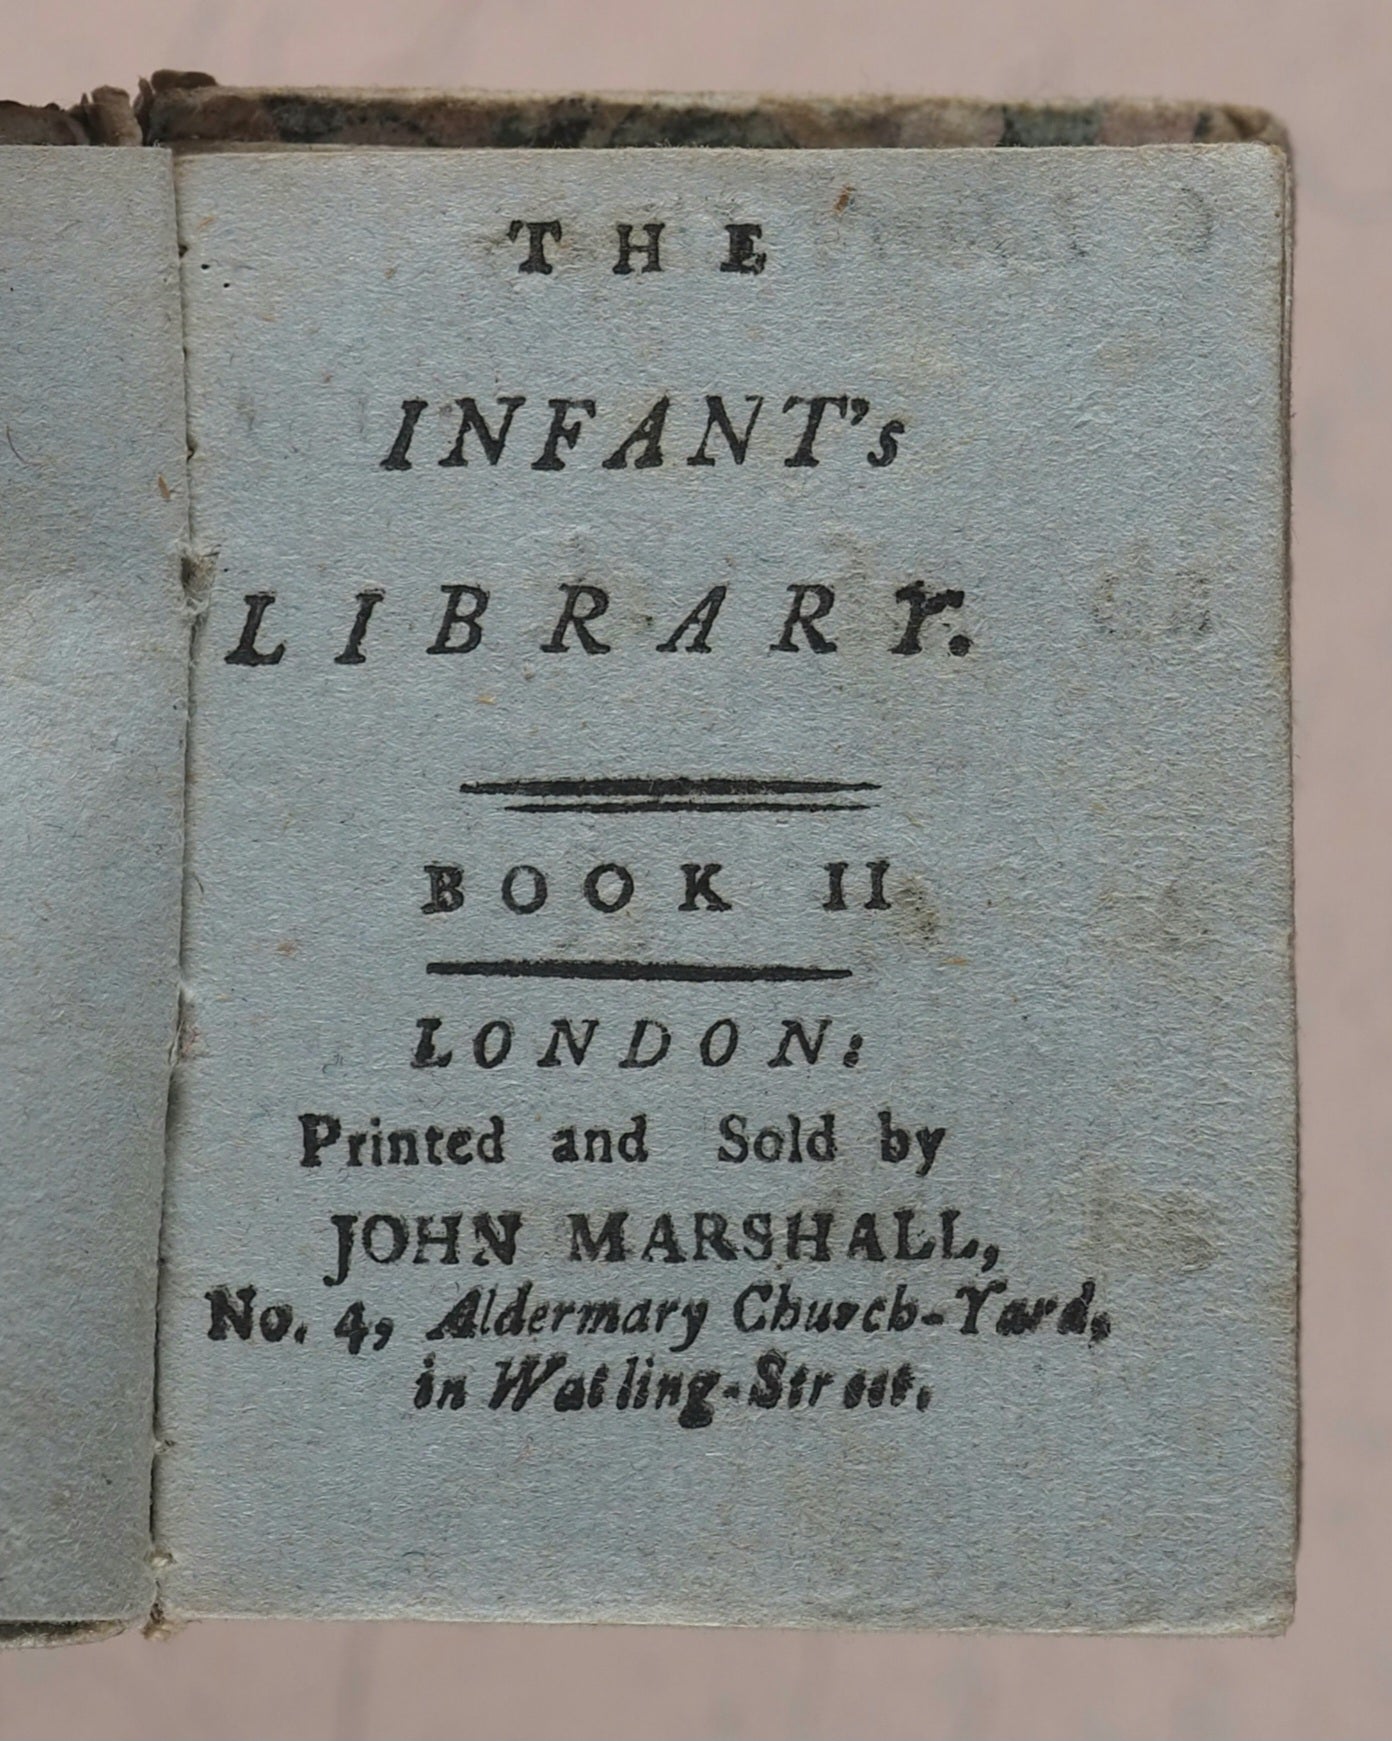 THE
INFANT's
LIBRARY.
BOOK II
LONDON:
Printed and Sold by
JOHN MARSHALL,
No. 4, Aldermary Church-Yard,
in Watling-Street.